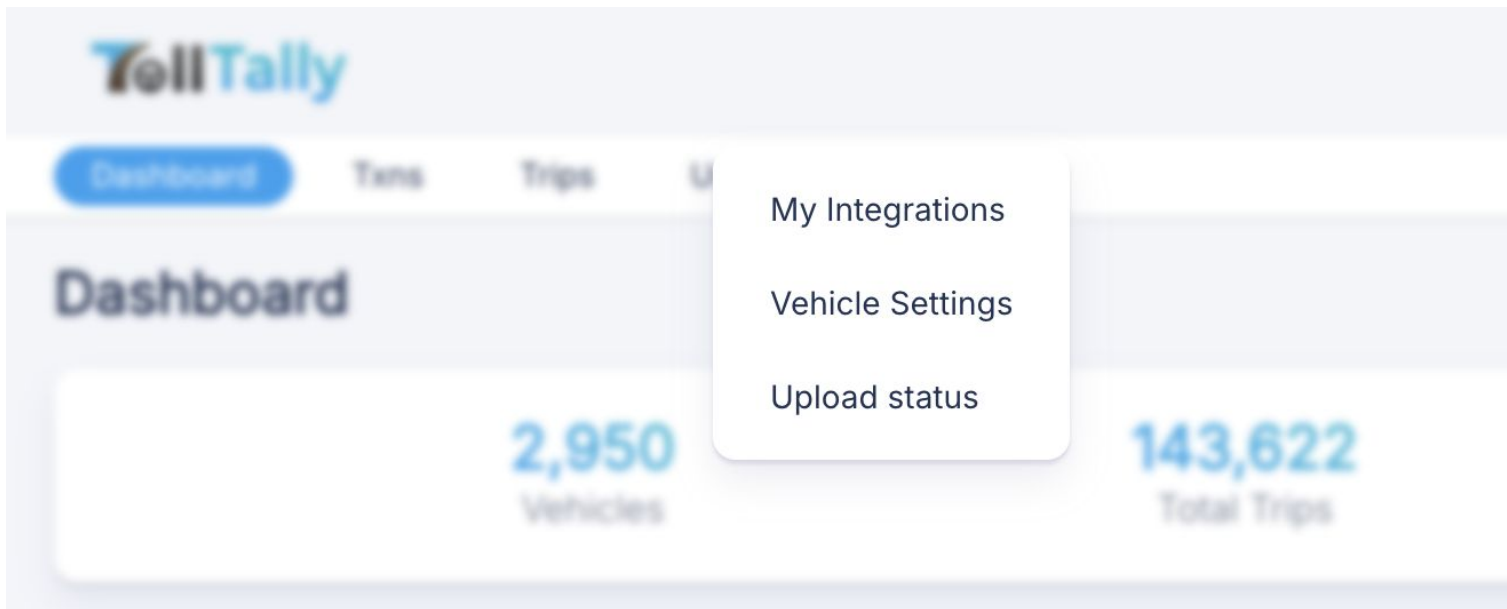 TollTally
Dashboard Txns Trips
My Integrations
Dashboard
Vehicle Settings
Upload status
2,950
143,622
Vehicles
Total Trips